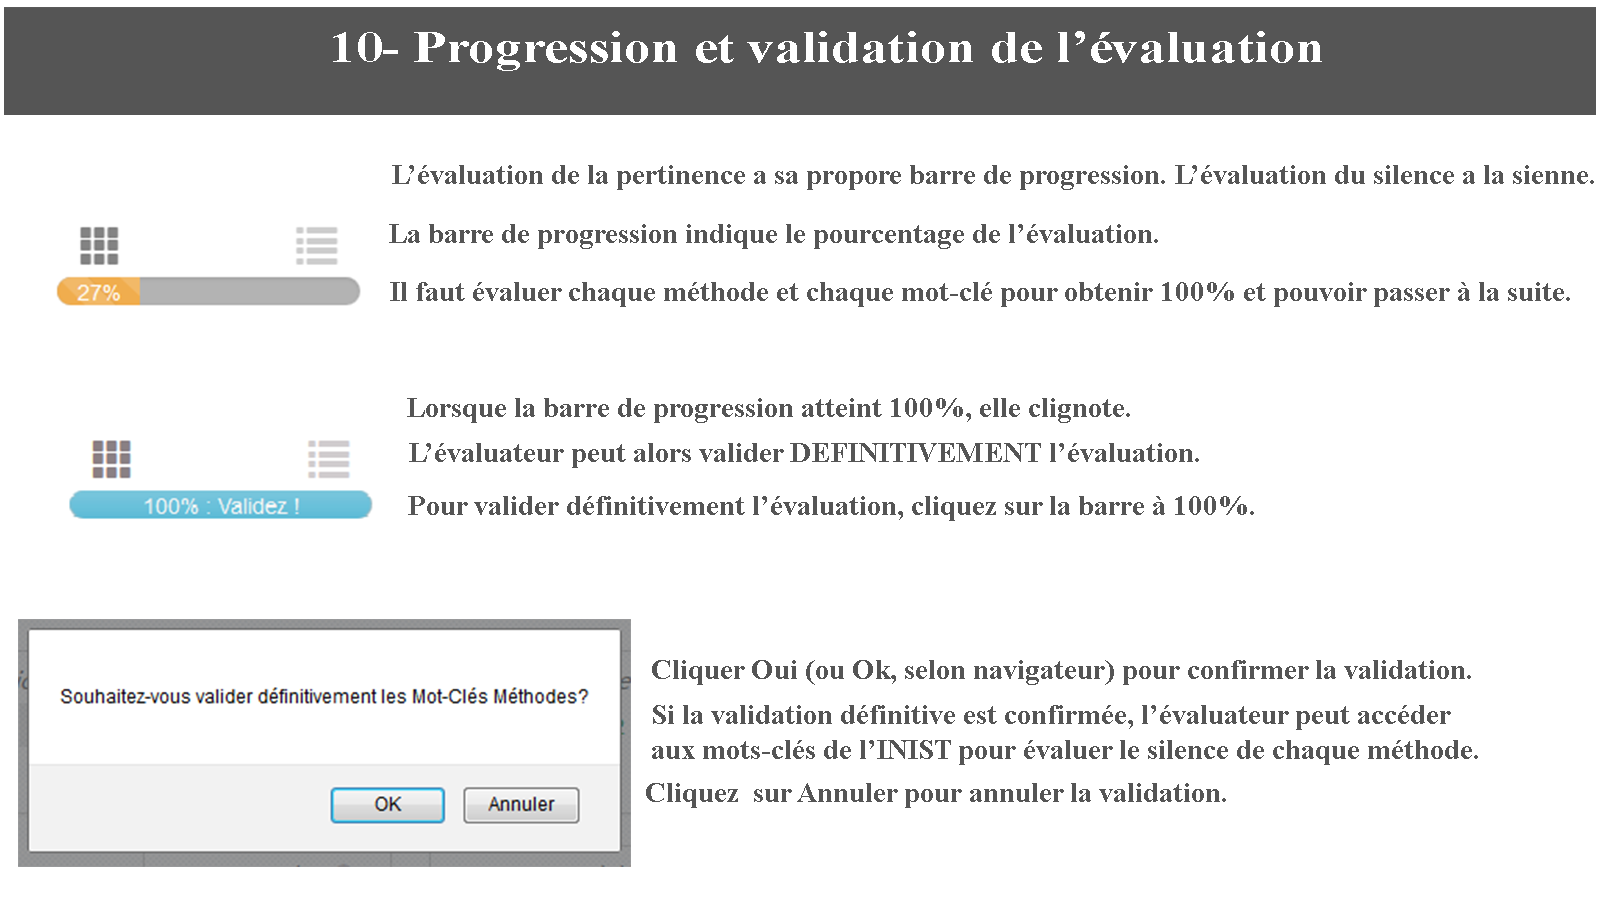 10- Progression et validation de l’évaluation
L’évaluation de la pertinence a sa propore barre de progression. L’évaluation du silence a la sienne.
La barre de progression indique le pourcentage de l’évaluation.
27%
Il faut évaluer chaque méthode et chaque mot-clé pour obtenir 100% et pouvoir passer à la suite.
Lorsque la barre de progression atteint 100%, elle clignote.
L’évaluateur peut alors valider DEFINITIVEMENT l’évaluation.
100% : Validez !
Pour valider définitivement l’évaluation, cliquez sur la barre à 100%.
Souhaitez-vous valider définitivement les Mot-Clés Méthodes?
OK
Annuler
Cliquer Oui (ou Ok, selon navigateur) pour confirmer la validation.
Si la validation définitive est confirmée, l’évaluateur peut accéder
aux mots-clés de l’INIST pour évaluer le silence de chaque méthode.
Cliquez  sur Annuler pour annuler la validation.